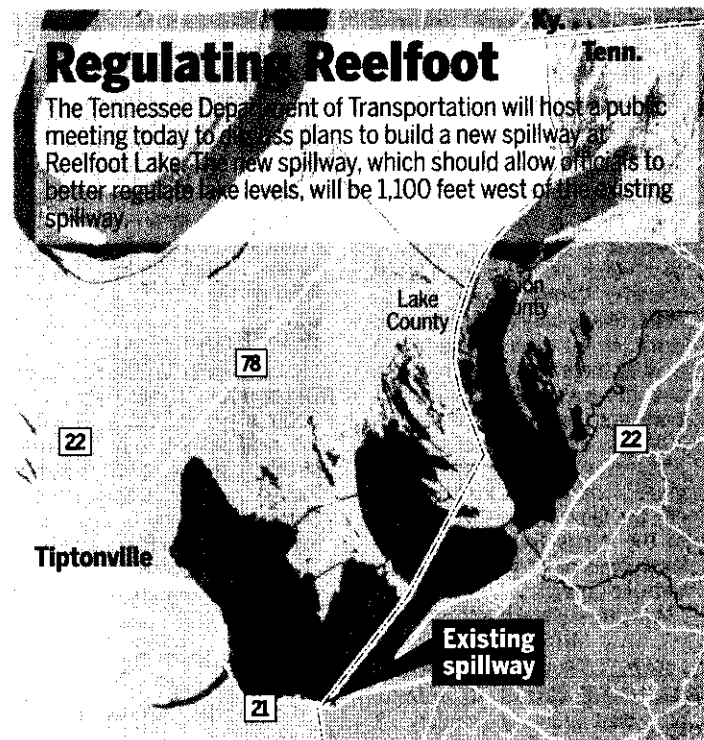 Ky.
Tenn.
Regulating Reelfoot
The Tennessee Department of Transportation will host a public
meeting today to discuss plans to build a new spillway at
Reelfoot Lake. The new spillway, which should allow officials to
better regulate lake levels, will be 1,100 feet west of the existing
spillway.
Lake
County
Union
County
78
22
22
Tiptonville
Existing
spillway
21